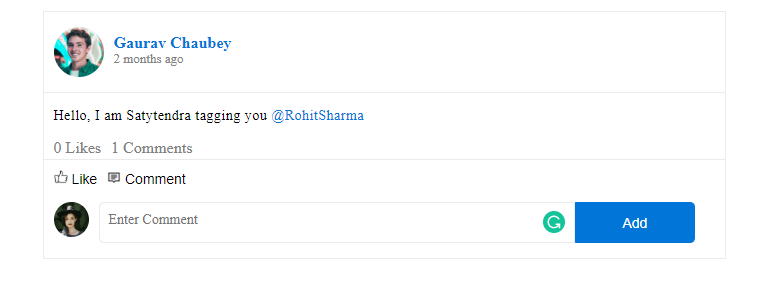 Gaurav Chaubey
2 months ago
Hello, I am Satytendra tagging you @RohitSharma
0 Likes 1 Comments
Like Comment
Enter Comment
Add